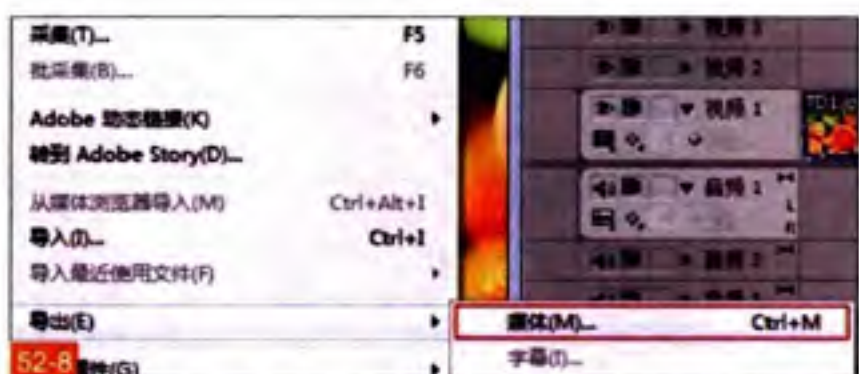 采集(T)... F5
批采集(B)... F6
Adobe 动态链接(K)
转到 Adobe Story(D)...
从媒体浏览器导入(M) Ctrl+Alt+I
导入(I)... Ctrl+I
导入最近使用文件(F)
导出(E)
52-8 (G)
视频 3
视频 2
视频 1
音频 1
L
R
音频 2
媒体(M)... Ctrl+M
字幕(T)...